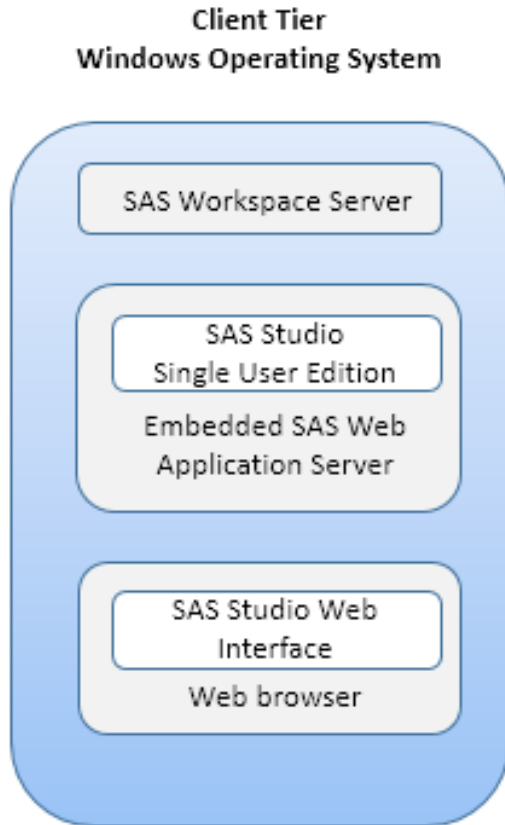 Client Tier
Windows Operating System
SAS Workspace Server
SAS Studio
Single User Edition
Embedded SAS Web
Application Server
SAS Studio Web
Interface
Web browser